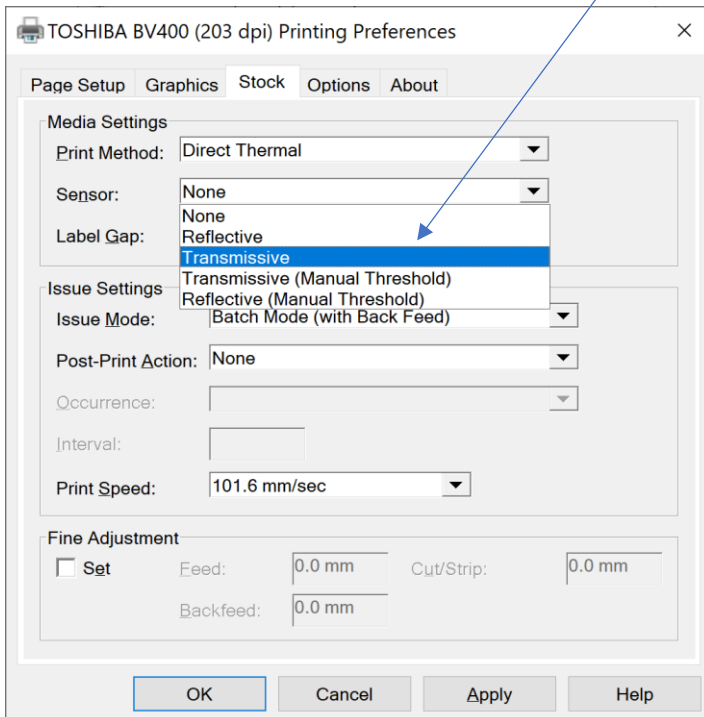 TOSHIBA BV400 (203 dpi) Printing Preferences
Page Setup Graphics Stock Options About
Media Settings
Print Method: Direct Thermal
Sensor: None
None
Label Gap: Reflective
Transmissive
Transmissive (Manual Threshold)
Issue Settings
Reflective (Manual Threshold)
Issue Mode: Batch Mode (with Back Feed)
Post-Print Action: None
Occurrence:
Interval:
Print Speed: 101.6 mm/sec
Fine Adjustment
Set Feed: 0.0 mm Cut/Strip: 0.0 mm
Backfeed: 0.0 mm
OK Cancel Apply Help